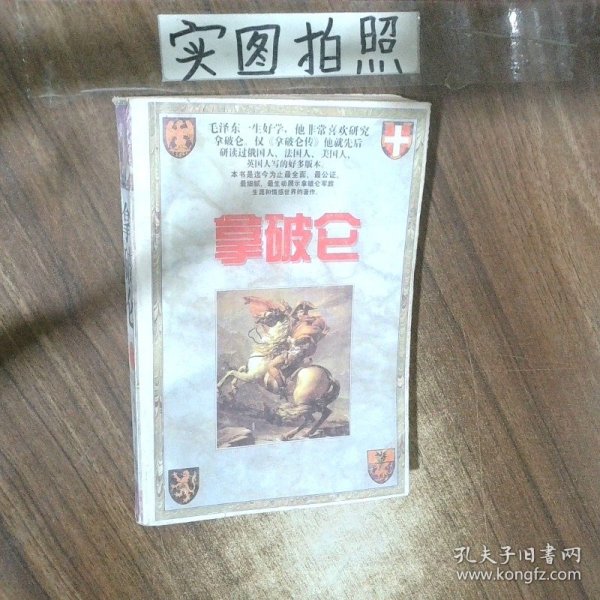 实图拍照
毛泽东一生好学，他非常喜欢研究
拿破仑。仅《拿破仑传》他就先后
研读过俄国人、法国人、美国人、
英国人写的好多版本。
本书是迄今为止最全面、最公证、
最细腻、最生动展示拿破仑军政
生涯和情感世界的著作。
拿破仑
孔夫子旧书网
www.kongfz.com